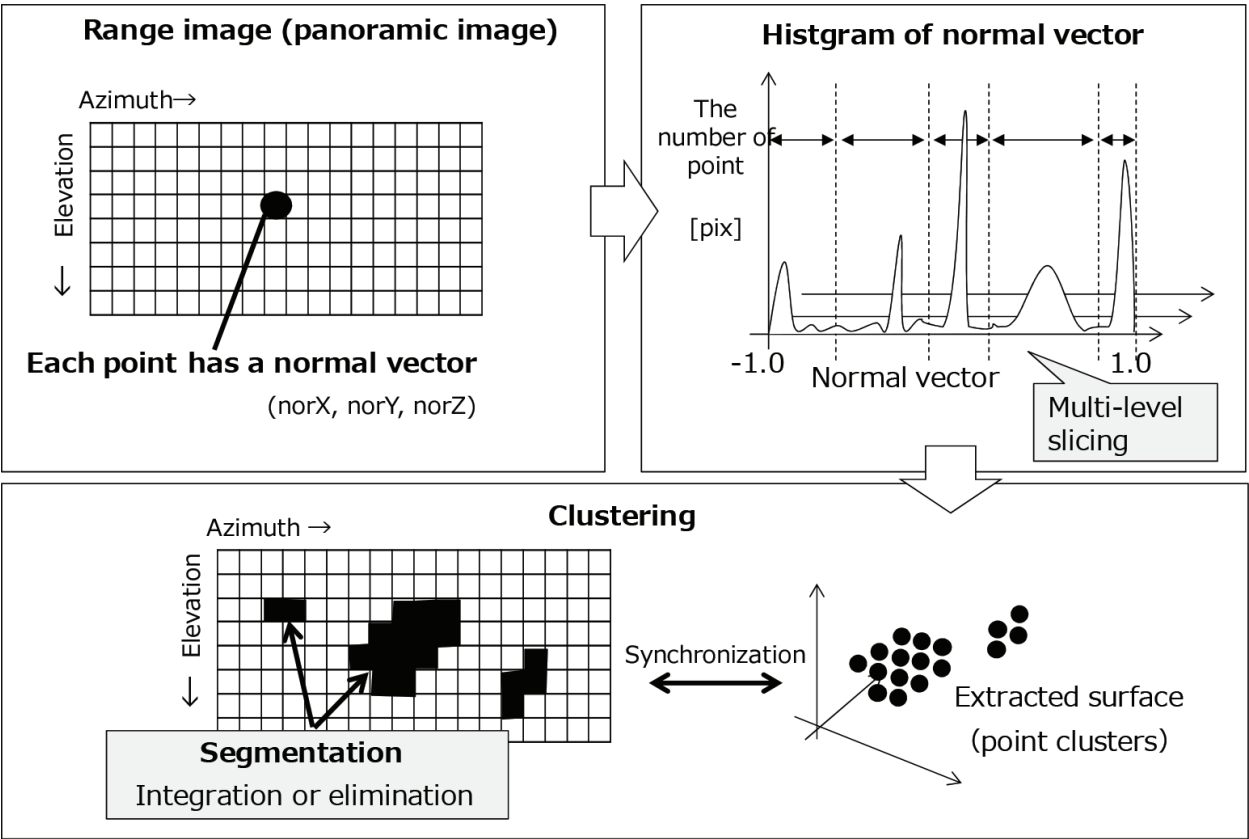 Range image (panoramic image)
Azimuth→
Elevation
←
Each point has a normal vector
(norX, norY, norZ)
Histgram of normal vector
The
number of
point
[pix]
-1.0
1.0
Normal vector
Multi-level
slicing
Clustering
Azimuth →
Elevation
←
Segmentation
Integration or elimination
Synchronization
Extracted surface
(point clusters)